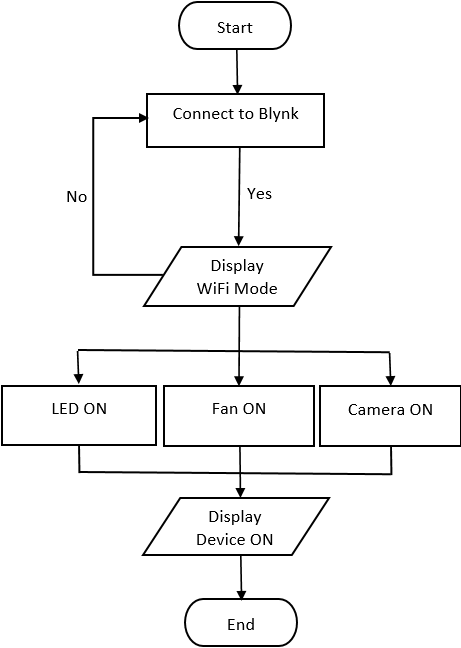 Start
Connect to Blynk
No
Yes
Display
WiFi Mode
LED ON
Fan ON
Camera ON
Display
Device ON
End